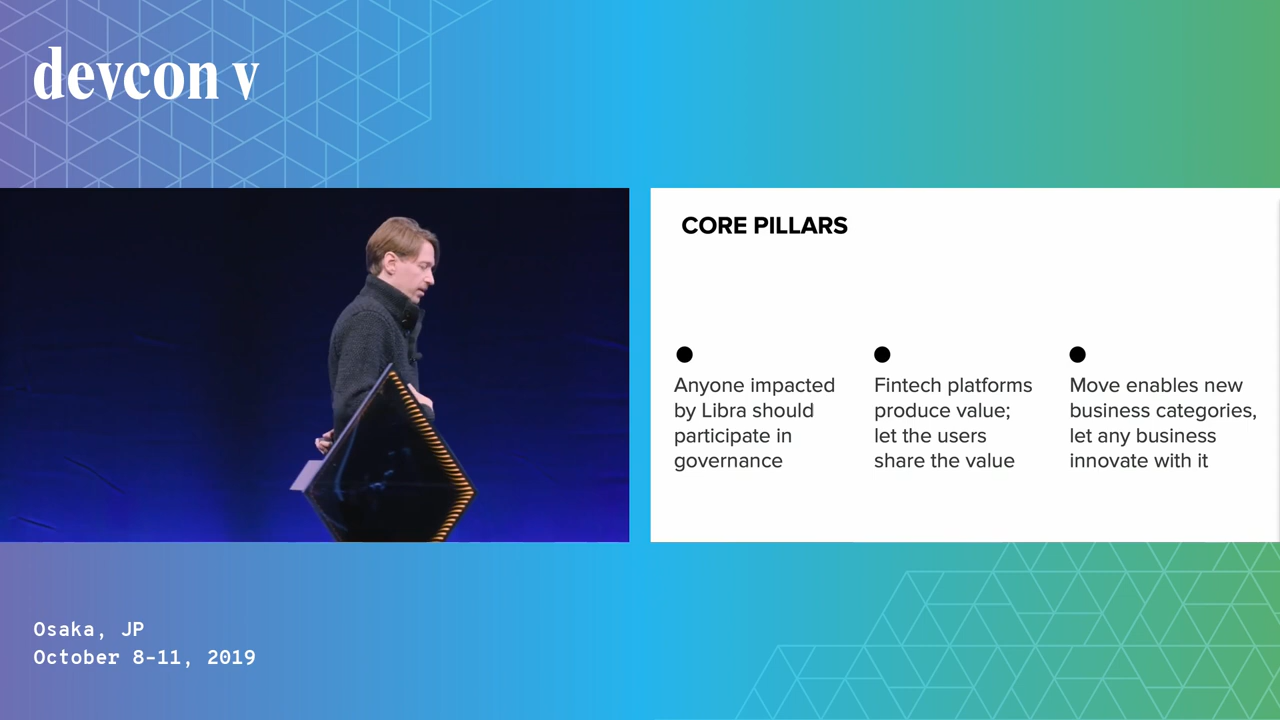 devcon v
CORE PILLARS
Anyone impacted
by Libra should
participate in
governance
Fintech platforms
produce value;
let the users
share the value
Move enables new
business categories,
let any business
innovate with it
Osaka, JP
October 8-11, 2019